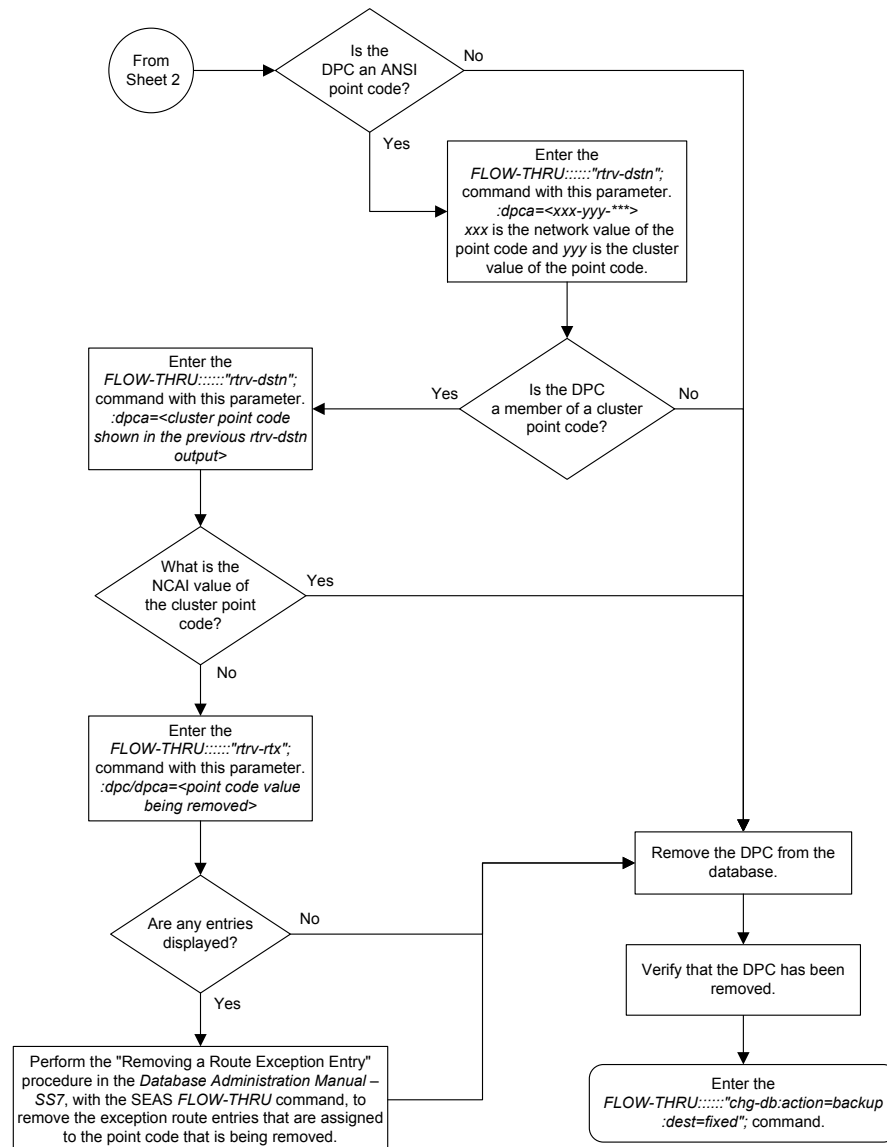 From
Sheet 2
Is the
DPC an ANSI
point code?
No
Yes
Enter the
FLOW-THRU::::::"rtrv-dstn";
command with this parameter.
:dpca=<xxx-yyy-***>
xxx is the network value of the
point code and yyy is the cluster
value of the point code.
Is the DPC
a member of a cluster
point code?
Yes
No
Enter the
FLOW-THRU::::::"rtrv-dstn";
command with this parameter.
:dpca=<cluster point code
shown in the previous rtrv-dstn
output>
What is the
NCAI value of
the cluster point
code?
Yes
No
Enter the
FLOW-THRU::::::"rtrv-rtx";
command with this parameter.
:dpc/dpca=<point code value
being removed>
Are any entries
displayed?
No
Yes
Perform the "Removing a Route Exception Entry"
procedure in the Database Administration Manual –
SS7, with the SEAS FLOW-THRU command, to
remove the exception route entries that are assigned
to the point code that is being removed.
Remove the DPC from the
database.
Verify that the DPC has been
removed.
Enter the
FLOW-THRU::::::"chg-db:action=backup
:dest=fixed"; command.